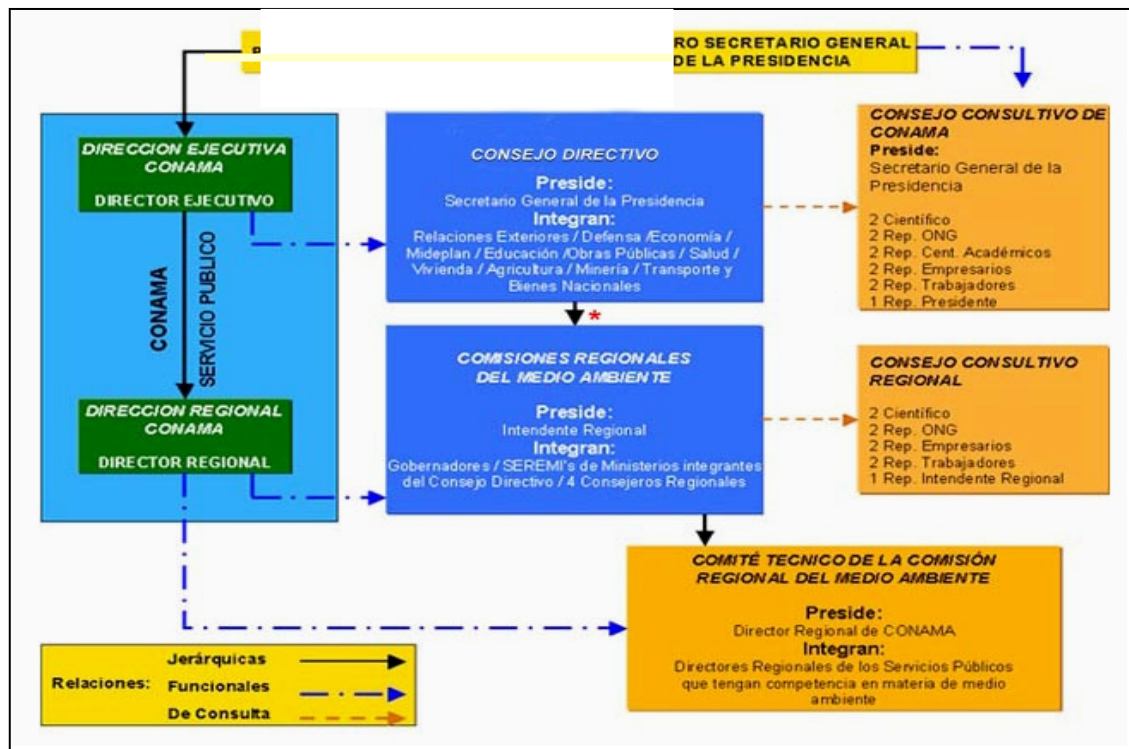 RO SECRETARIO GENERAL
DE LA PRESIDENCIA
DIRECCION EJECUTIVA
CONAMA
DIRECTOR EJECUTIVO
CONAMA
SERVICIO PUBLICO
DIRECCION REGIONAL
CONAMA
DIRECTOR REGIONAL
CONSEJO DIRECTIVO
Preside:
Secretario General de la Presidencia
Integran:
Relaciones Exteriores / Defensa /Economía /
Mideplan / Educación /Obras Públicas / Salud /
Vivienda / Agricultura / Minería / Transporte y
Bienes Nacionales
*
COMISIONES REGIONALES
DEL MEDIO AMBIENTE
Preside:
Intendente Regional
Integran:
Gobernadores / SEREMI's de Ministerios integrantes
del Consejo Directivo / 4 Consejeros Regionales
CONSEJO CONSULTIVO DE
CONAMA
Preside:
Secretario General de la
Presidencia
2 Científico
2 Rep. ONG
2 Rep. Cent. Académicos
2 Rep. Empresarios
2 Rep. Trabajadores
1 Rep. Presidente
CONSEJO CONSULTIVO
REGIONAL
2 Científico
2 Rep. ONG
2 Rep. Empresarios
2 Rep. Trabajadores
1 Rep. Intendente Regional
COMITÉ TECNICO DE LA COMISIÓN
REGIONAL DEL MEDIO AMBIENTE
Preside:
Director Regional de CONAMA
Integran:
Directores Regionales de los Servicios Públicos
que tengan competencia en materia de medio
ambiente
Relaciones:
Jerárquicas
Funcionales
De Consulta